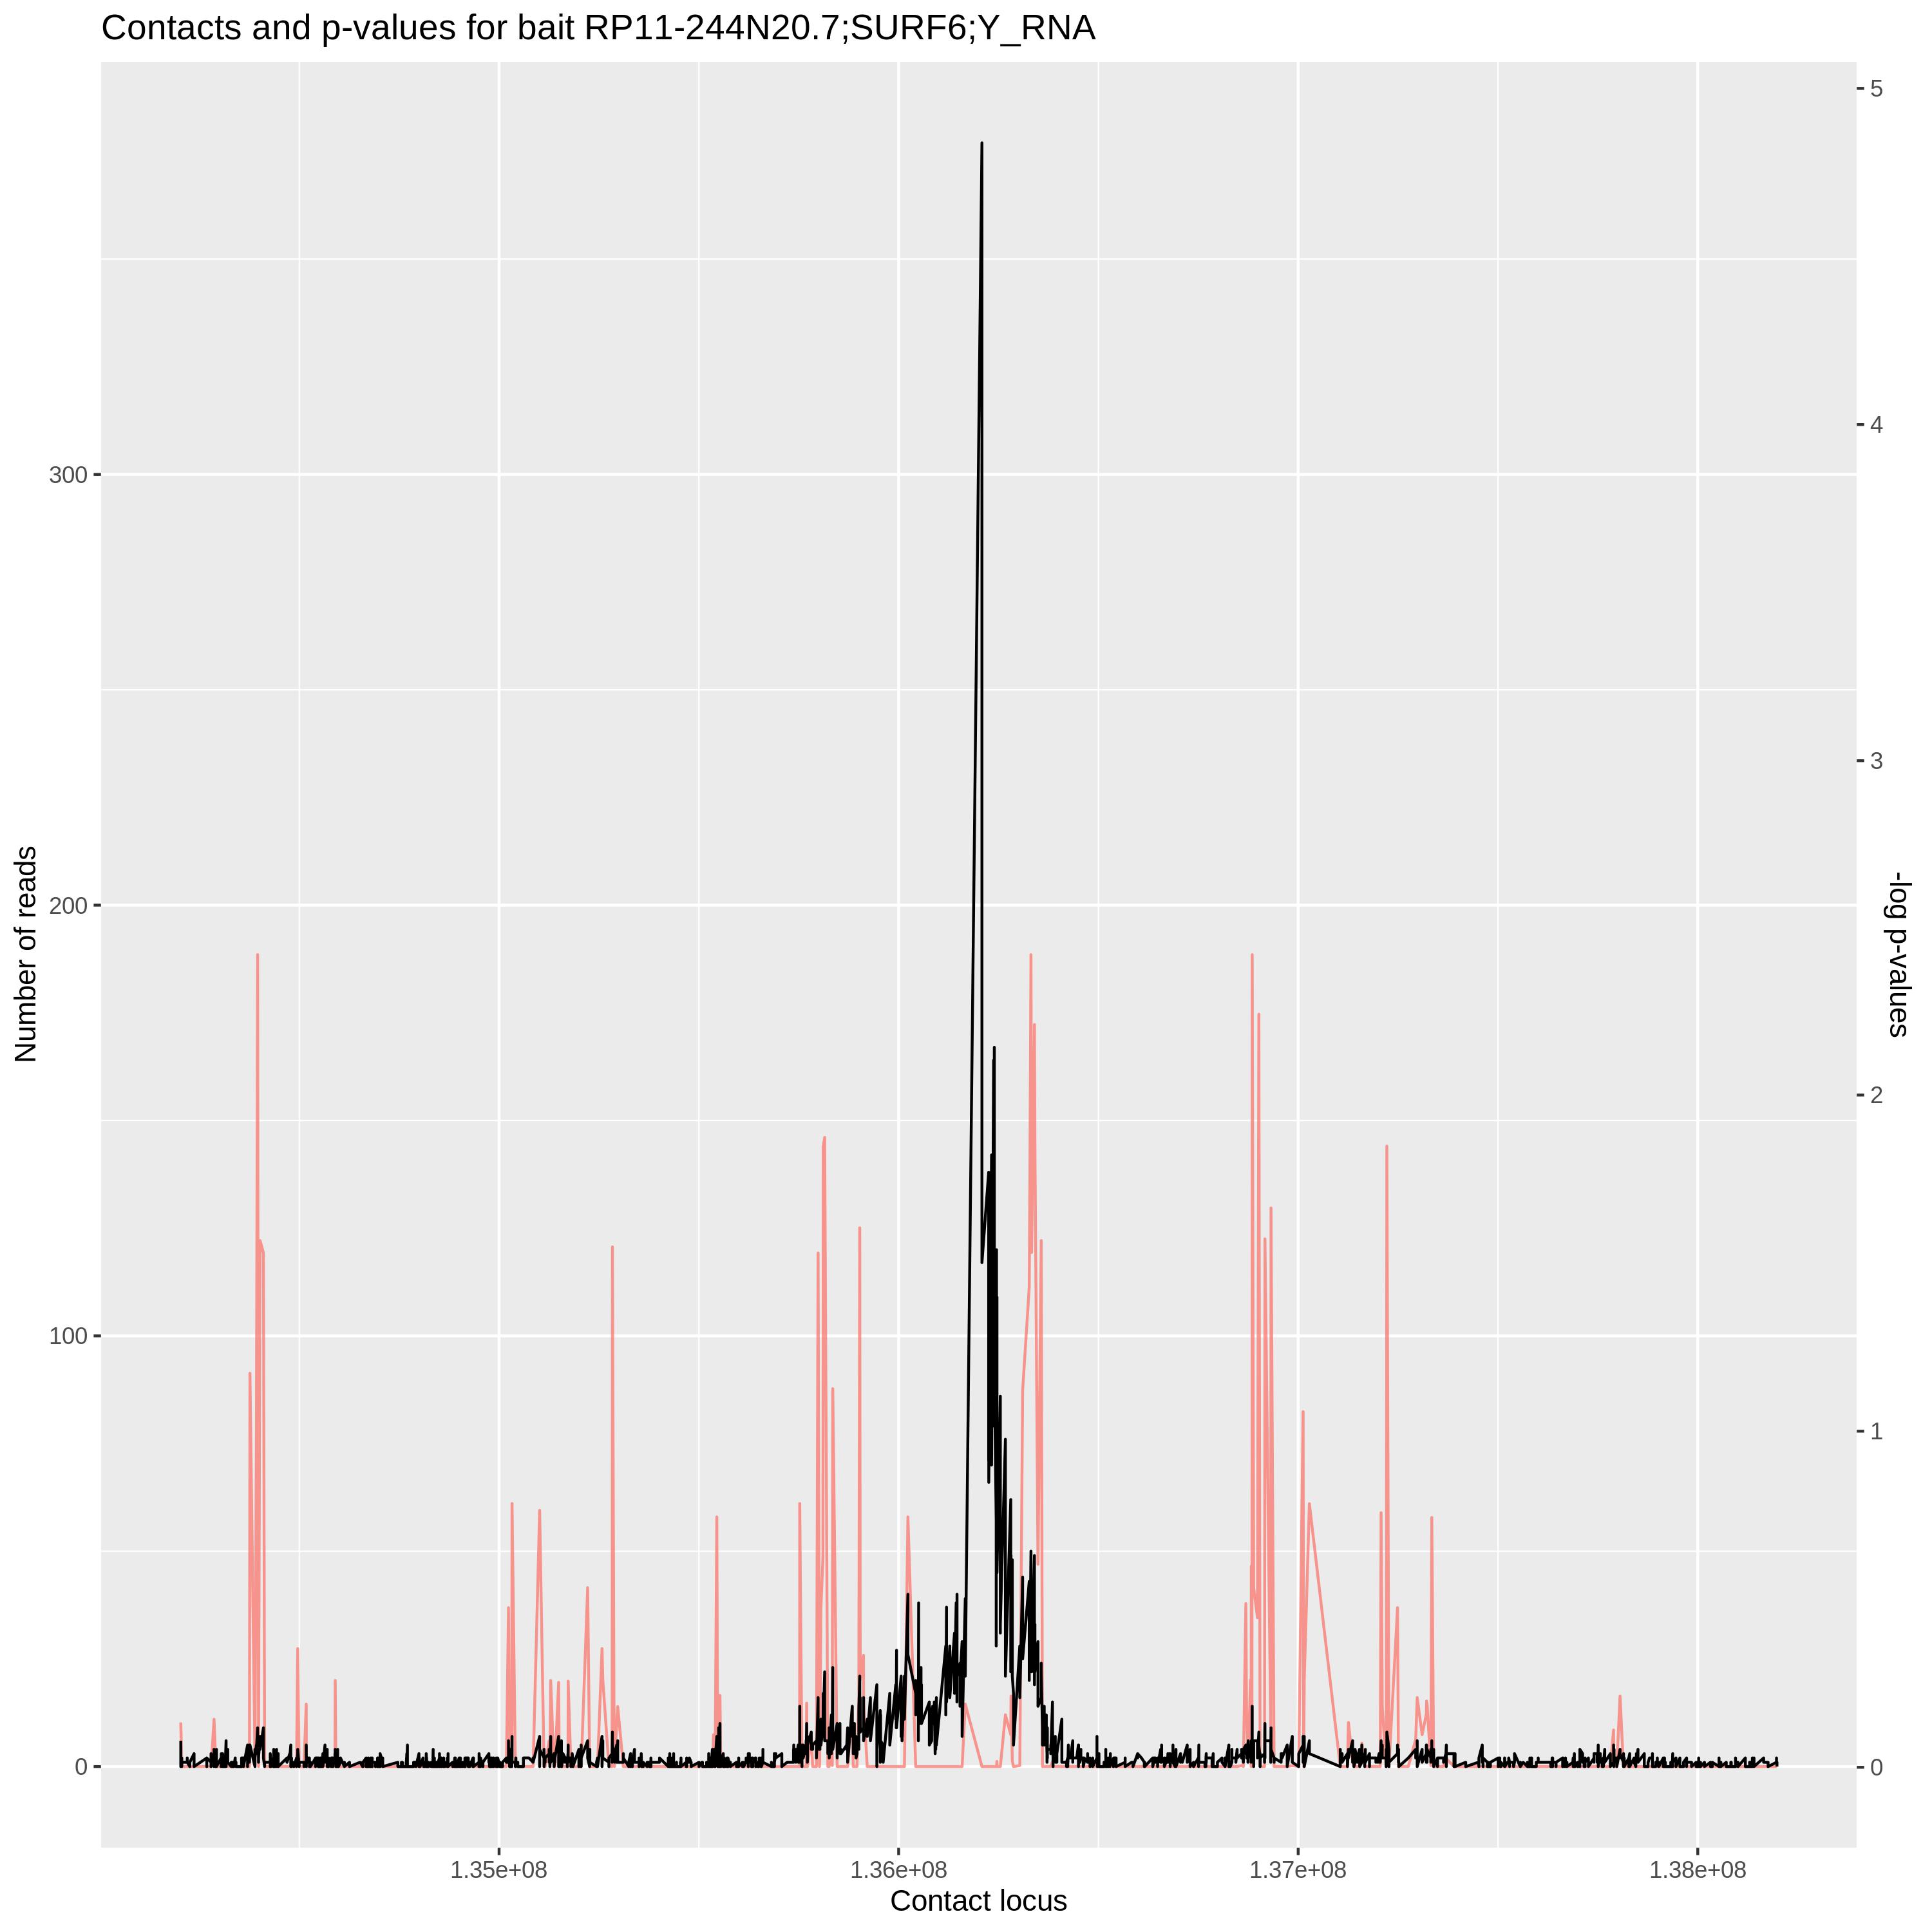 Contacts and p-values for bait RP11-244N20.7;SURF6;Y_RNA
5
4
300
3
Number of reads
200
-log p-values
2
100
1
0
0
1.35e+08
1.36e+08
1.37e+08
1.38e+08
Contact locus